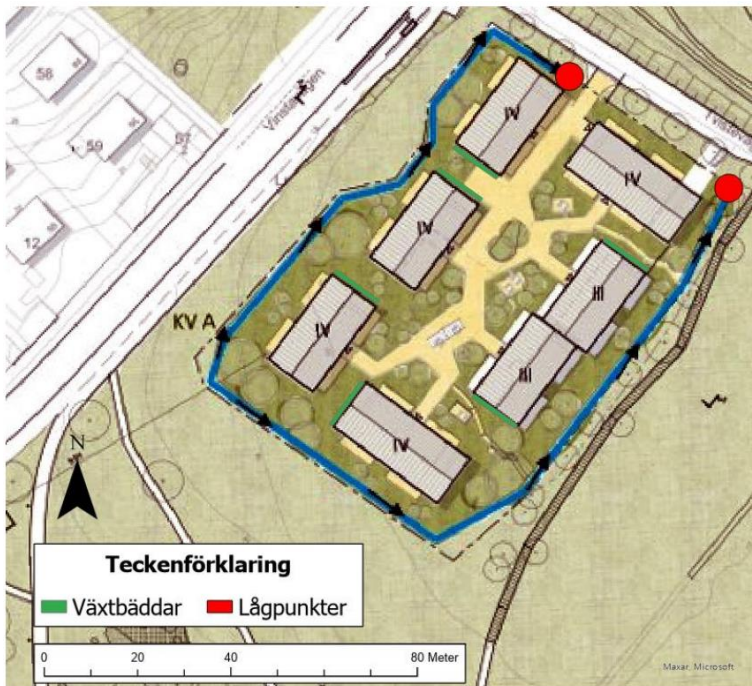 58
59
57
12
Vinstavägen
IV
IV
IV
IV
IV
III
III
KV A
N
Teckenförklaring
Växtbäddar
Lågpunkter
0 20 40 80 Meter
Maxar, Microsoft